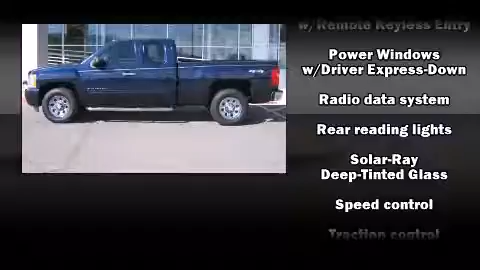 w/ Remote Keyless Entry
Power Windows
w/Driver Express-Down
Radio data system
Rear reading lights
Solar-Ray
Deep-Tinted Glass
Speed control
Traction control